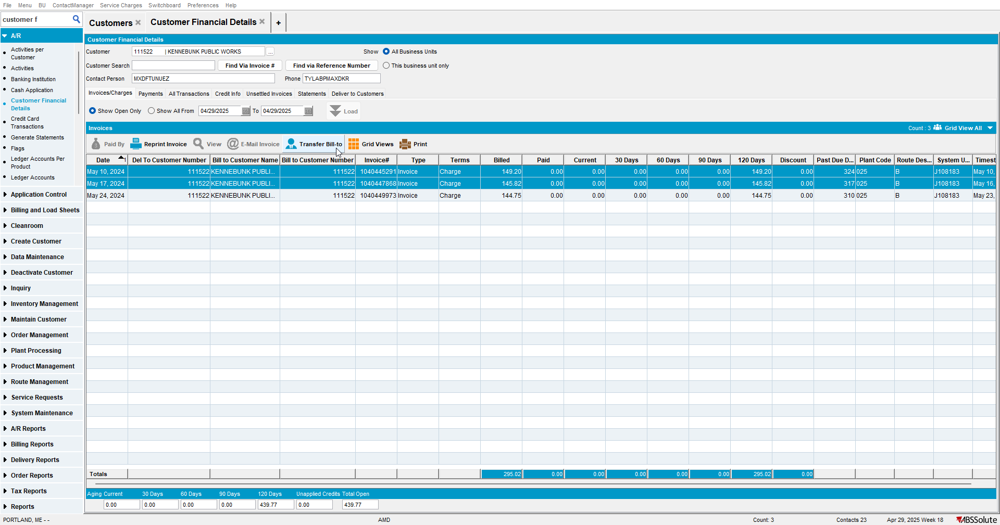 File Menu BU ContactManager Service Charges Switchboard Preferences Help
customer f
Customers
Customer Financial Details
+
A/R
Activities per Customer
Activities
Banking Institution
Cash Application
Customer Financial Details
Credit Card Transactions
Generate Statements
Flags
Ledger Accounts Per Product
Ledger Accounts
Application Control
Billing and Load Sheets
Cleanroom
Create Customer
Data Maintenance
Deactivate Customer
Inquiry
Inventory Management
Maintain Customer
Order Management
Plant Processing
Product Management
Route Management
Service Requests
System Maintenance
A/R Reports
Billing Reports
Delivery Reports
Order Reports
Tax Reports
Reports
Customer Financial Details
Customer 111522 | KENNEBUNK PUBLIC WORKS ... Show All Business Units
Customer Search Find Via Invoice # Find via Reference Number This business unit only
Contact Person MXDFTUNUEZ Phone TYLABPMAXDKR
Invoices/Charges Payments All Transactions Credit Info Unsettled Invoices Statements Deliver to Customers
Show Open Only Show All From 04/29/2025 16 To 04/29/2025 16 Load
Invoices Count : 3 Grid View All
Paid By Reprint Invoice View E-Mail Invoice Transfer Bill-to Grid Views Print
Date 1 Del To Customer Number Bill to Customer Name Bill to Customer Number Invoice# Type Terms Billed Paid Current 30 Days 60 Days 90 Days 120 Days Discount Past Due D... Plant Code Route Des... System U... Timest
May 10, 2024 111522 KENNEBUNK PUBLI... 111522 1040445291 Invoice Charge 149.20 0.00 0.00 0.00 0.00 0.00 149.20 0.00 324 025 B J108183 May 10,
May 17, 2024 111522 KENNEBUNK PUBLI... 111522 1040447868 Invoice Charge 145.82 0.00 0.00 0.00 0.00 0.00 145.82 0.00 317 025 B J108183 May 16,
May 24, 2024 111522 KENNEBUNK PUBLI... 111522 1040449973 Invoice Charge 144.75 0.00 0.00 0.00 0.00 0.00 144.75 0.00 310 025 B J108183 May 23,
Totals 295.02 0.00 0.00 0.00 0.00 0.00 295.02 0.00
Aging Current 30 Days 60 Days 90 Days 120 Days Unapplied Credits Total Open
0.00 0.00 0.00 0.00 439.77 0.00 439.77
PORTLAND, ME - - AMD Count: 3 Contacts 23 Apr 29, 2025 Week 18 ABSSolute